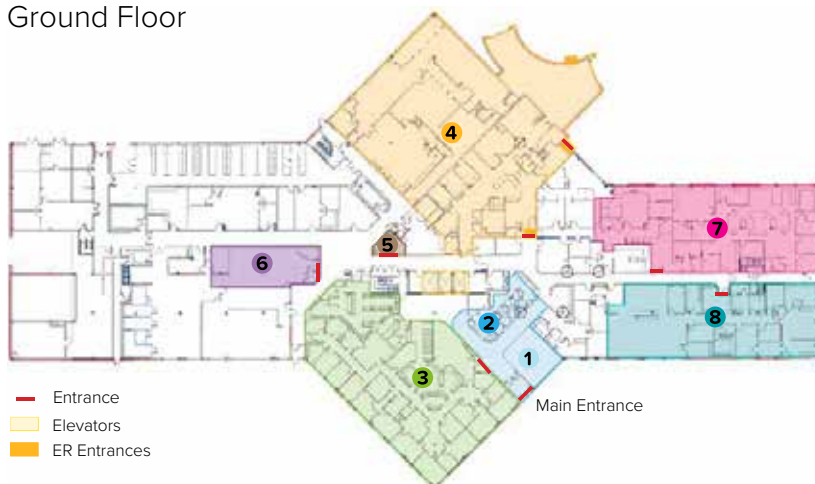 Ground Floor
4
7
5
6
8
2
1
3
Main Entrance
Entrance
Elevators
ER Entrances